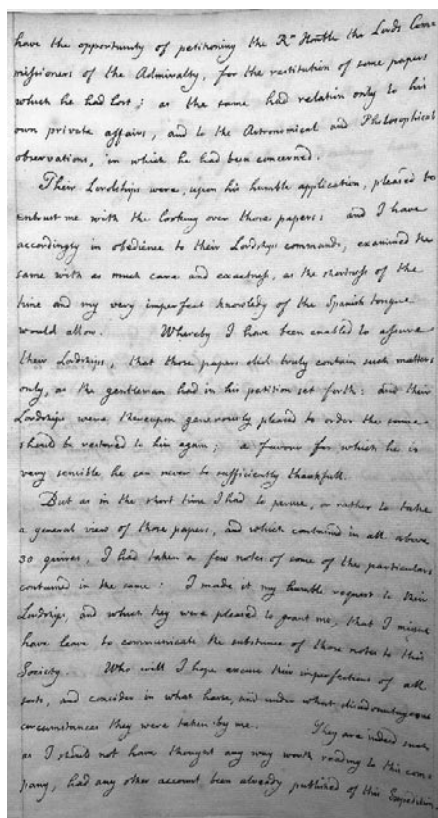 have the opportunity of petitioning the Rt Honble the Lords Com-
missioners of the Admiralty, for the restitution of some papers
which he had lost; as the same had relation only to his
own private affairs, and to the Astronomical and Philosophical
observations, in which he had been concerned.
Their Lordships were, upon his humble application, pleased to
entrust me with the looking over those papers: and I have
accordingly in obedience to their Lordships commands, examined the
same with as much care and exactness, as the shortness of the
time and my very imperfect knowledg of the Spanish tongue
would allow. Whereby I have been enabled to assure
their Lordships, that those papers did truly contain such matters
only, as the gentleman had in his petition set forth: and their
Lordships were thereupon generously pleased to order the same
should be restored to him again; a favour for which he is
very sensible he can never be sufficiently thankfull.
But as in the short time I had to peruse, or rather to take
a general view of those papers, and which contained in all above
30 quires, I had taken a few notes of some of the particulars
contained in the same: I made it my humble request to their
Lordships, and which they were pleased to grant me, that I might
have leave to communicate the substance of those notes to this
Society. Who will I hope excuse their imperfections of all
sorts, and consider in what haste, and under what disadvantageous
circumstances they were taken by me. They are indeed such
as I should not have thought any way worth reading to this com-
pany, had any other account been already published of this Expedition,